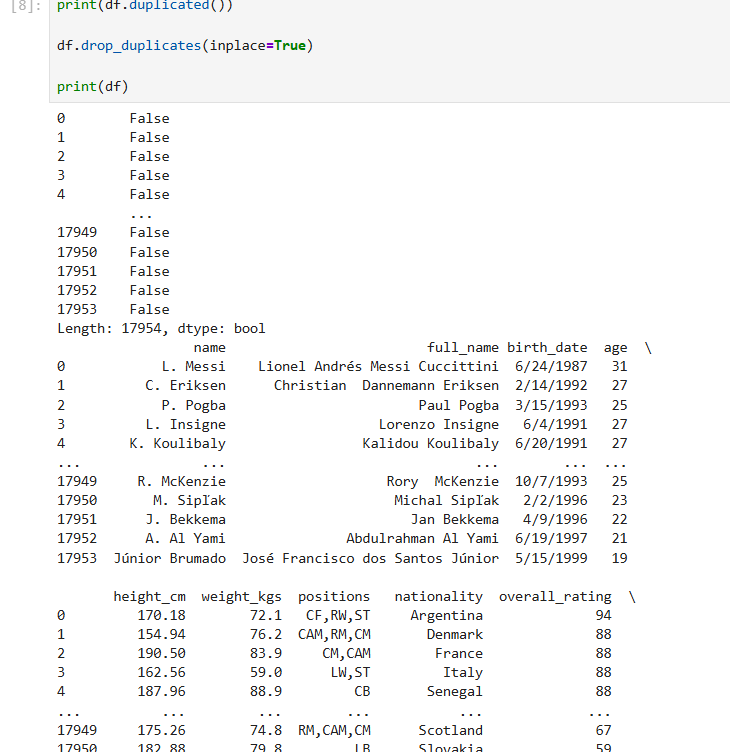 [8]: print(df.duplicated())
df.drop_duplicates(inplace=True)
print(df)
0 False
1 False
2 False
3 False
4 False
...
17949 False
17950 False
17951 False
17952 False
17953 False
Length: 17954, dtype: bool
name full_name birth_date age \
0 L. Messi Lionel Andrés Messi Cuccittini 6/24/1987 31
1 C. Eriksen Christian  Dannemann Eriksen 2/14/1992 27
2 P. Pogba Paul Pogba 3/15/1993 25
3 L. Insigne Lorenzo Insigne 6/4/1991 27
4 K. Koulibaly Kalidou Koulibaly 6/20/1991 27
... ... ... ... ...
17949 R. McKenzie Rory  McKenzie 10/7/1993 25
17950 M. Sipľak Michal Sipľak 2/2/1996 23
17951 J. Bekkema Jan Bekkema 4/9/1996 22
17952 A. Al Yami Abdulrahman Al Yami 6/19/1997 21
17953 Júnior Brumado José Francisco dos Santos Júnior 5/15/1999 19
height_cm weight_kgs positions nationality overall_rating \
0 170.18 72.1 CF,RW,ST Argentina 94
1 154.94 76.2 CAM,RM,CM Denmark 88
2 190.50 83.9 CM,CAM France 88
3 162.56 59.0 LW,ST Italy 88
4 187.96 88.9 CB Senegal 88
... ... ... ... ... ...
17949 175.26 74.8 RM,CAM,CM Scotland 67
17950 182.88 79.8 LB Slovakia 59